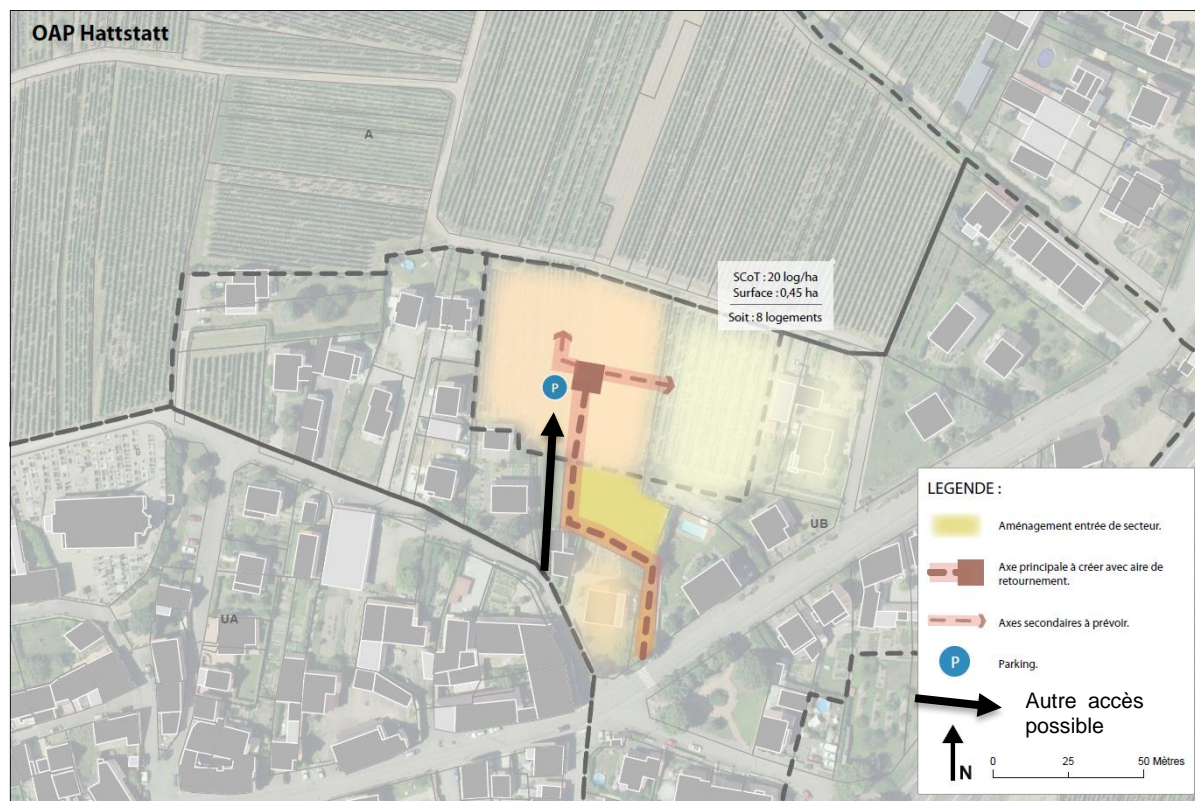 OAP Hattstatt
A
SCoT : 20 log/ha
Surface : 0,45 ha
Soit : 8 logements
P
UB
UA
LEGENDE :
Aménagement entrée de secteur.
Axe principale à créer avec aire de
retournement.
Axes secondaires à prévoir.
P
Parking.
Autre accès
possible
N
0 25 50 Mètres